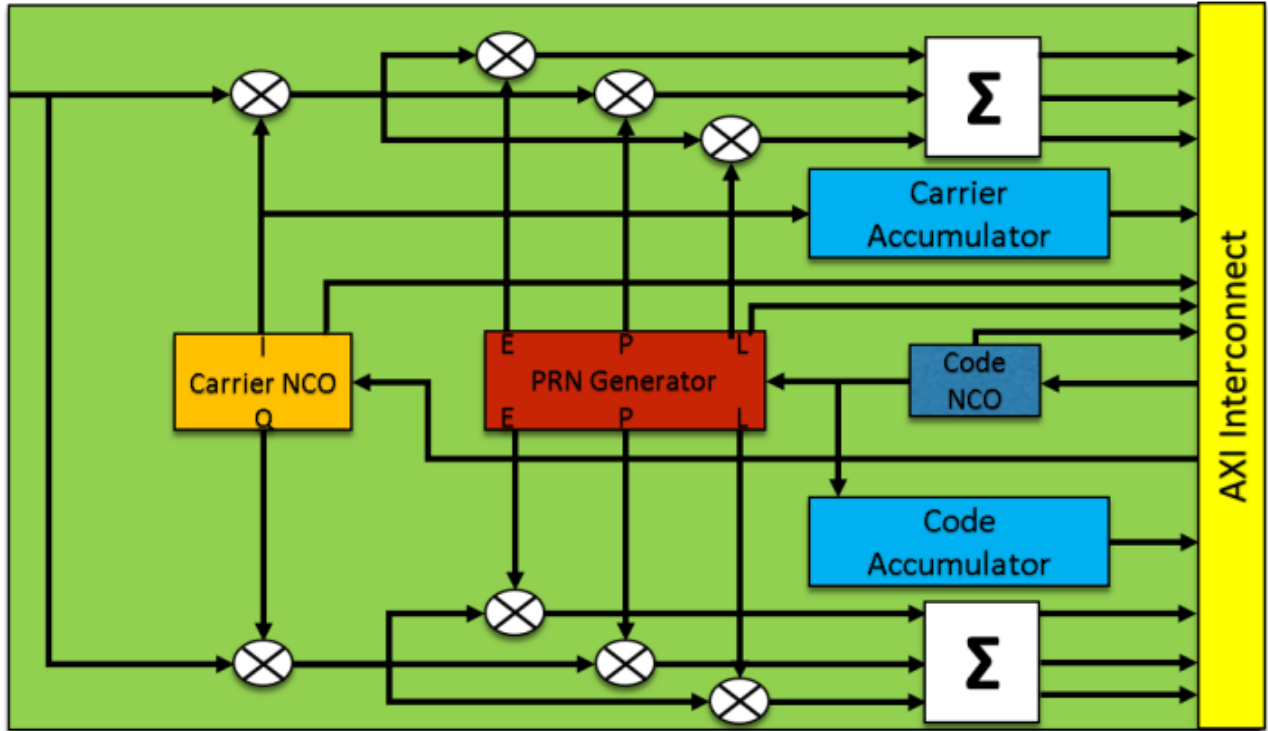 Σ
Carrier
Accumulator
I
Carrier NCO
Q
E P L
PRN Generator
E P L
Code
NCO
Code
Accumulator
Σ
AXI Interconnect